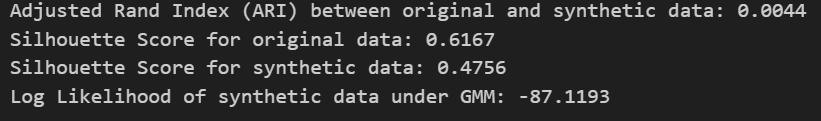 Adjusted Rand Index (ARI) between original and synthetic data: 0.0044
Silhouette Score for original data: 0.6167
Silhouette Score for synthetic data: 0.4756
Log Likelihood of synthetic data under GMM: -87.1193